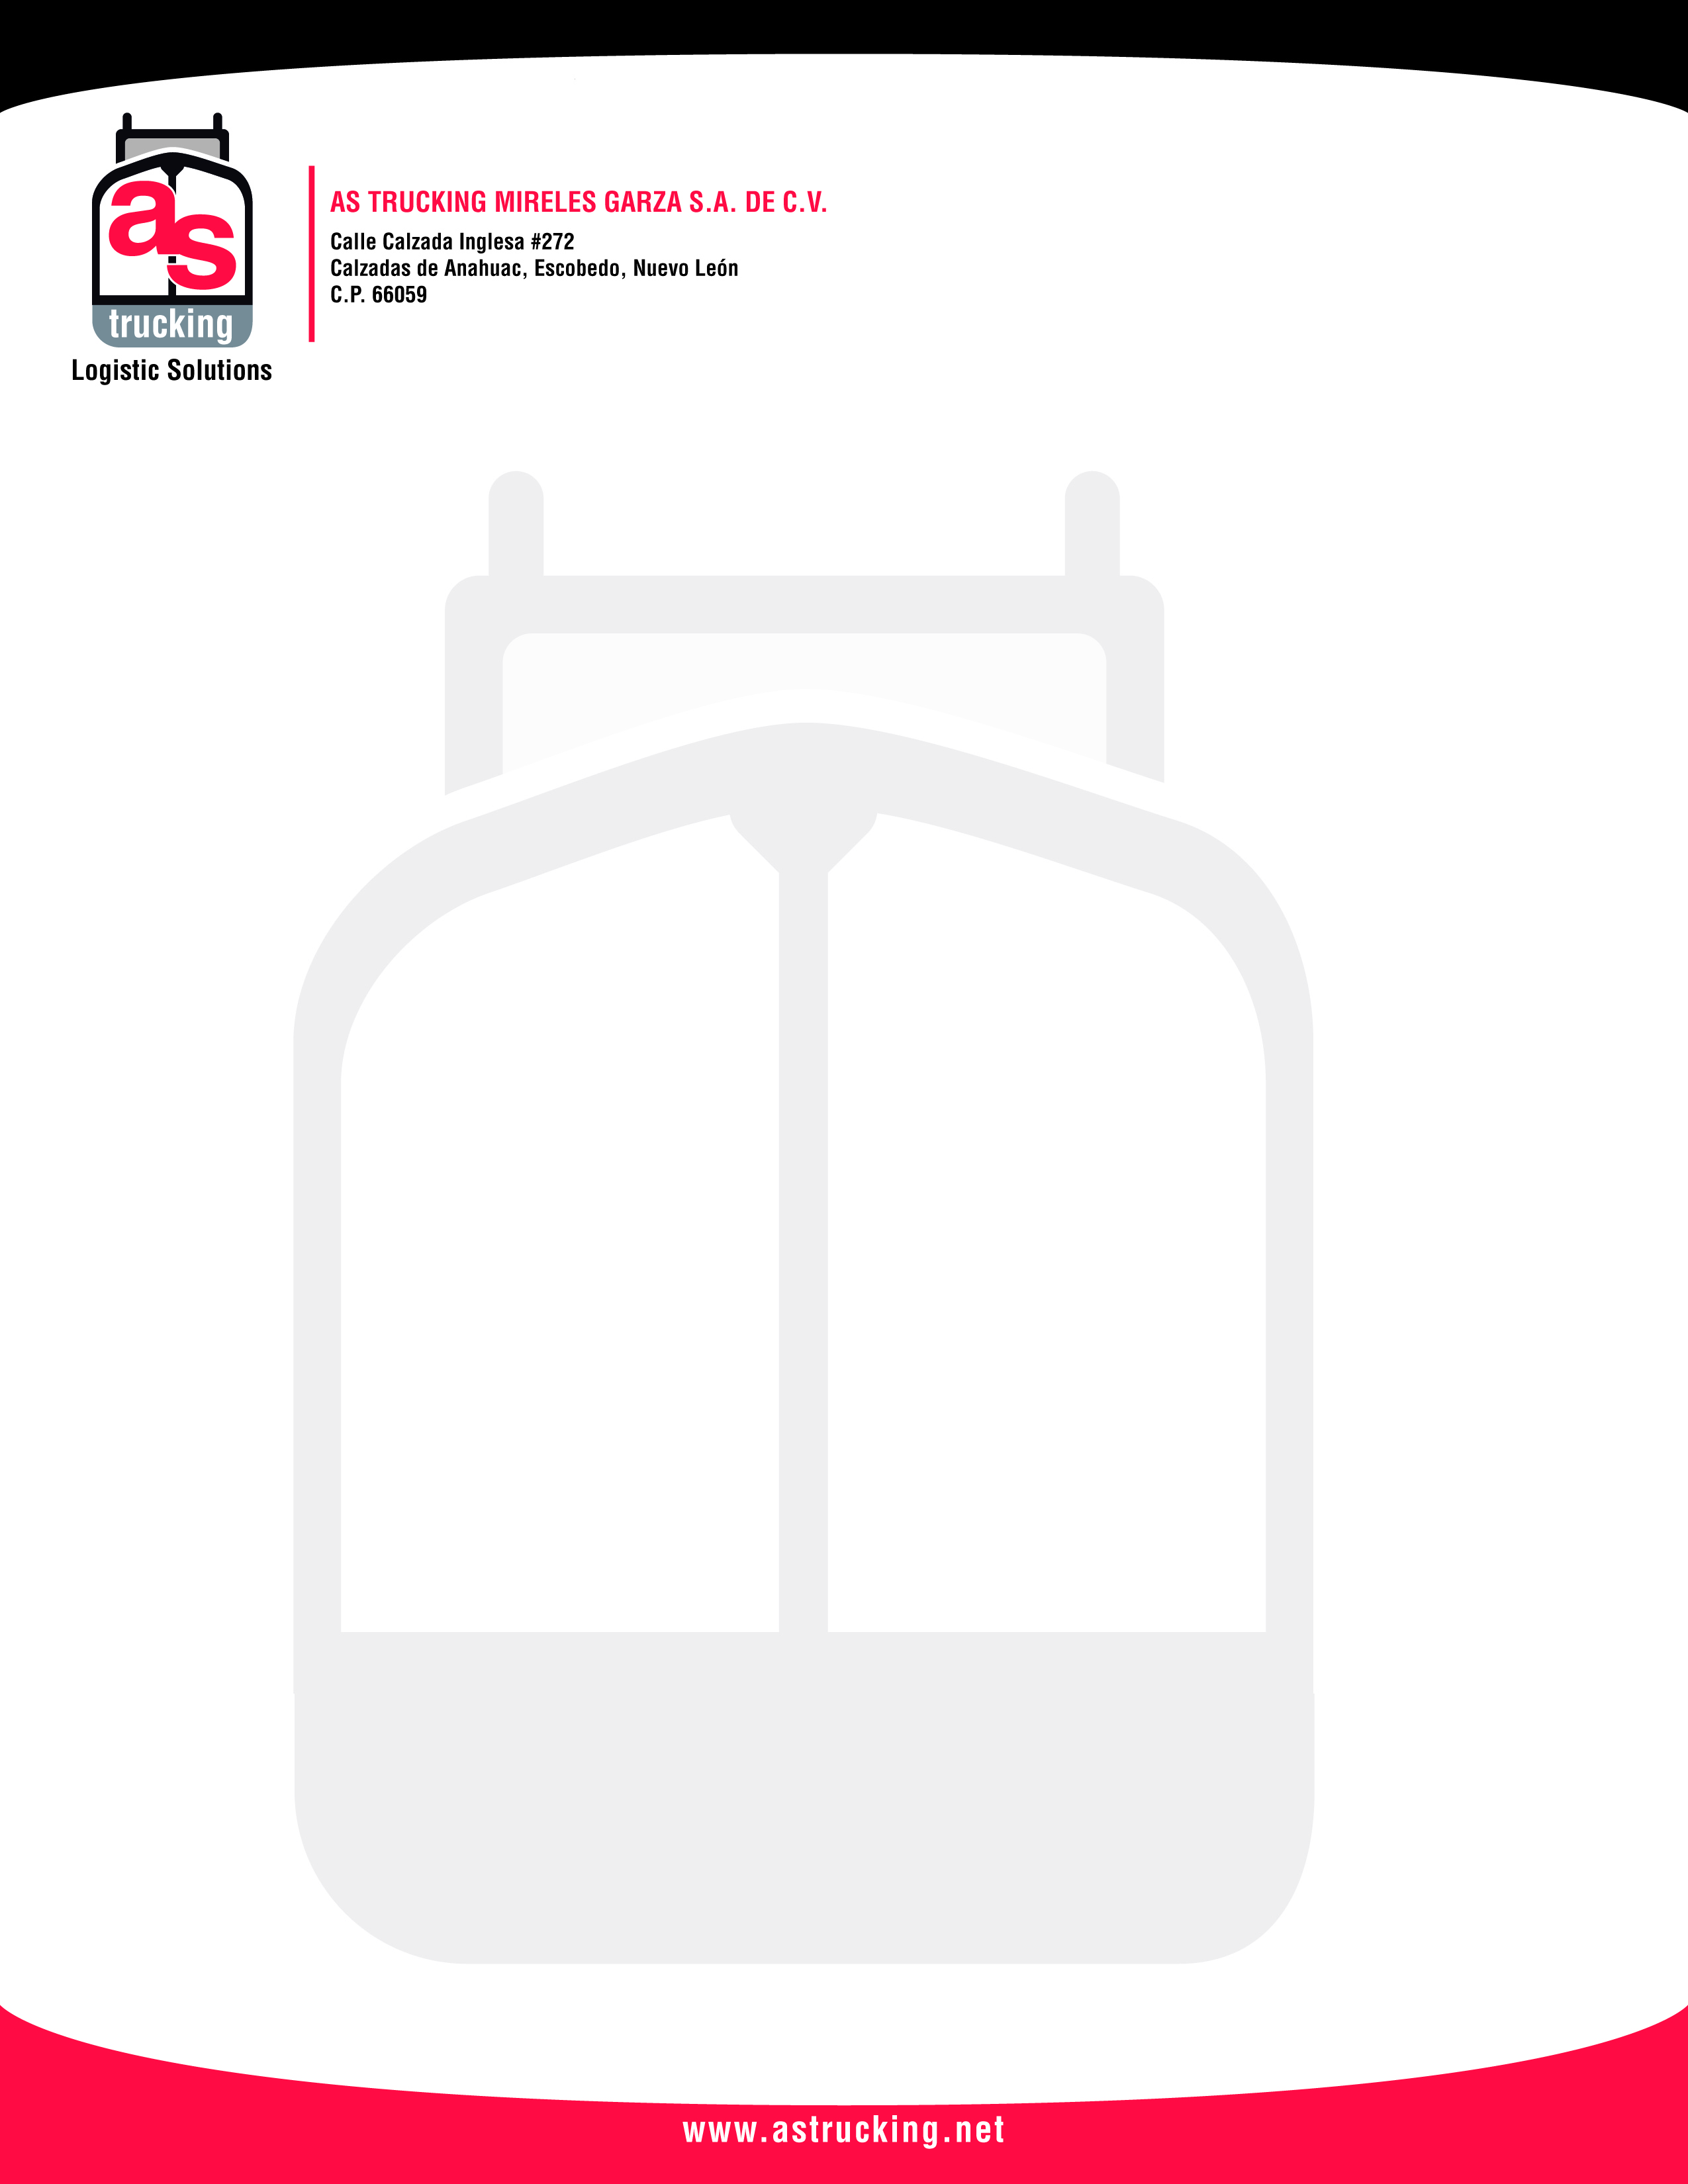 as
trucking
Logistic Solutions
AS TRUCKING MIRELES GARZA S.A. DE C.V.
Calle Calzada Inglesa #272
Calzadas de Anahuac, Escobedo, Nuevo León
C.P. 66059
www.astrucking.net